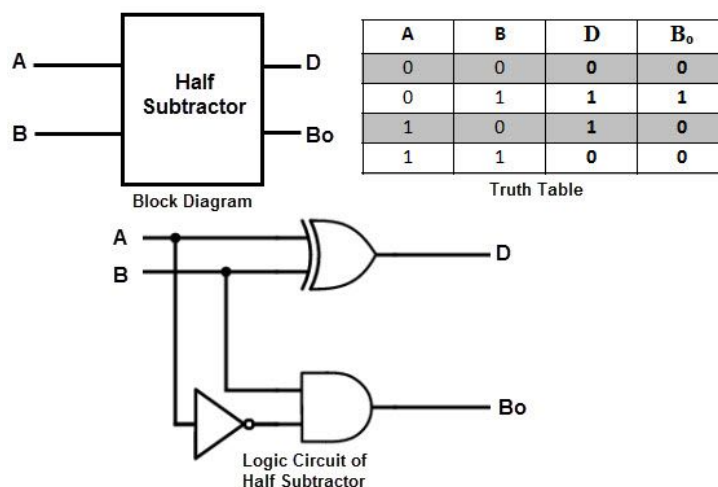 A
B
Half
Subtractor
D
Bo
Block Diagram
A B D Bₒ
0 0 0 0
0 1 1 1
1 0 1 0
1 1 0 0
Truth Table
A
B
D
Bo
Logic Circuit of
Half Subtractor